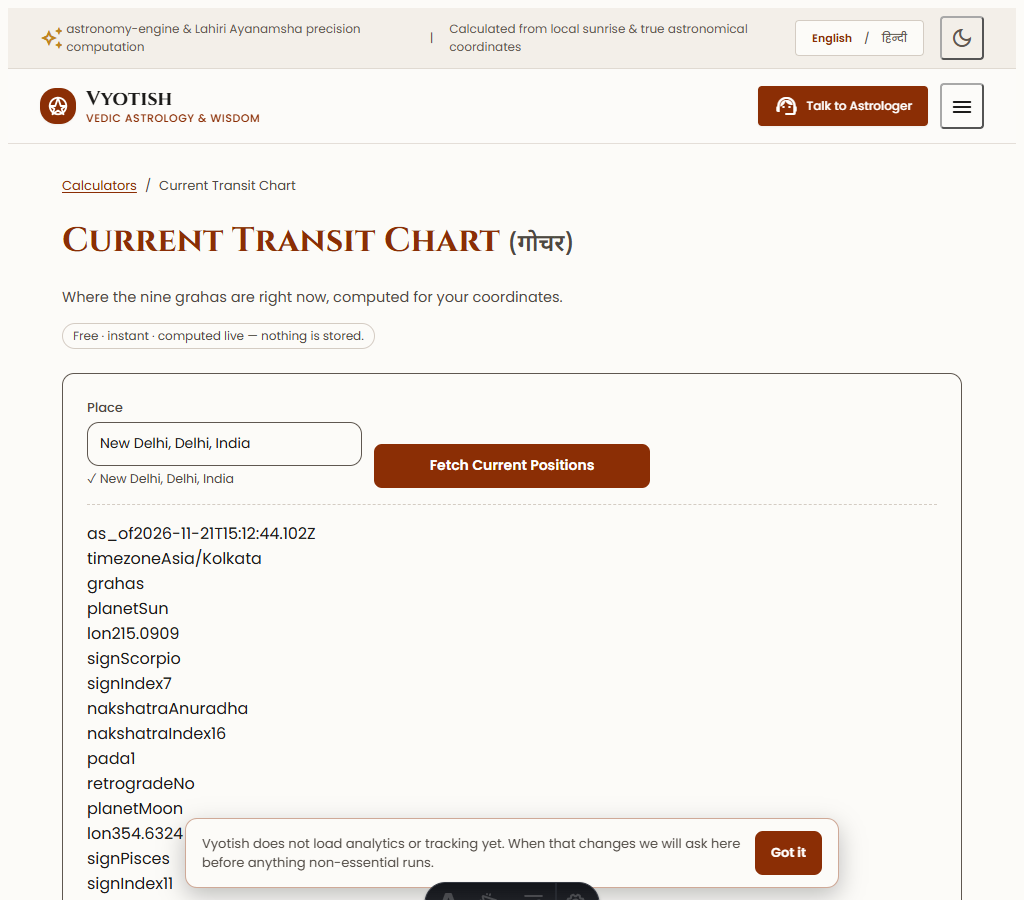 astronomy-engine & Lahiri Ayanamsha precision
computation
|
Calculated from local sunrise & true astronomical
coordinates
English / हिन्दी
VYOTISH
VEDIC ASTROLOGY & WISDOM
Talk to Astrologer
Calculators / Current Transit Chart
CURRENT TRANSIT CHART (गोचर)
Where the nine grahas are right now, computed for your coordinates.
Free · instant · computed live — nothing is stored.
Place
New Delhi, Delhi, India
Fetch Current Positions
✓ New Delhi, Delhi, India
as_of2026-11-21T15:12:44.102Z
timezoneAsia/Kolkata
grahas
planetSun
lon215.0909
signScorpio
signIndex7
nakshatraAnuradha
nakshatraIndex16
pada1
retrogradeNo
planetMoon
lon354.6324
signPisces
signIndex11
Vyotish does not load analytics or tracking yet. When that changes we will ask here
before anything non-essential runs.
Got it